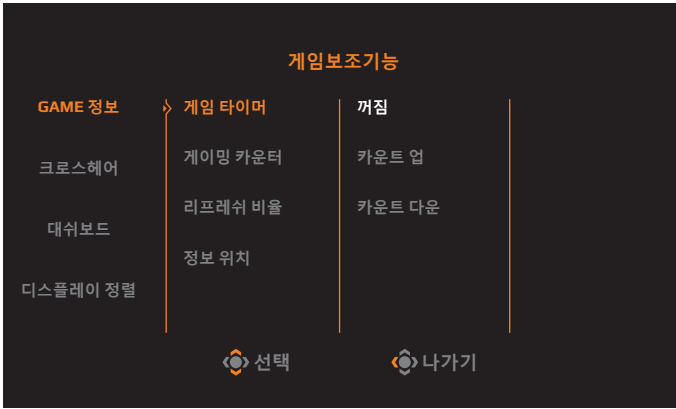 게임보조기능
GAME 정보
게임 타이머
꺼짐
크로스헤어
게이밍 카운터
카운트 업
대쉬보드
리프레쉬 비율
카운트 다운
디스플레이 정렬
정보 위치
선택
나가기